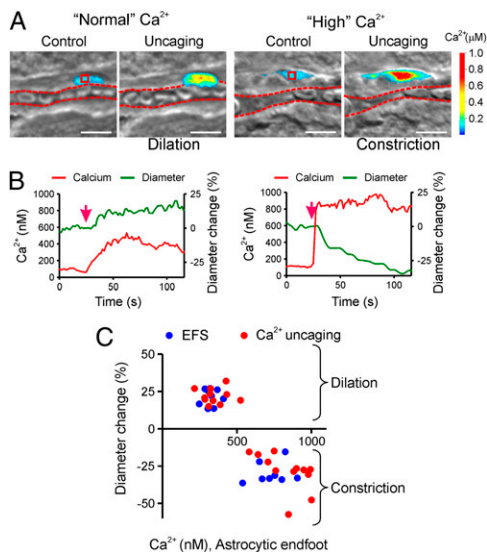 A
"Normal" Ca2+
"High" Ca2+
Control
Uncaging
Control
Uncaging
Ca2+(μM)
1.0
0.8
0.6
0.4
0.2
0
Dilation
Constriction
B
Calcium
Diameter
Calcium
Diameter
Ca2+ (nM)
1000
800
600
400
200
0
25
0
-25
Diameter change (%)
0
50
100
Time (s)
Ca2+ (nM)
1000
800
600
400
200
0
25
0
-25
Diameter change (%)
0
50
100
Time (s)
C
EFS
Ca2+ uncaging
Diameter change (%)
50
25
0
-25
-50
500
1000
Dilation
Constriction
Ca2+ (nM), Astrocytic endfoot